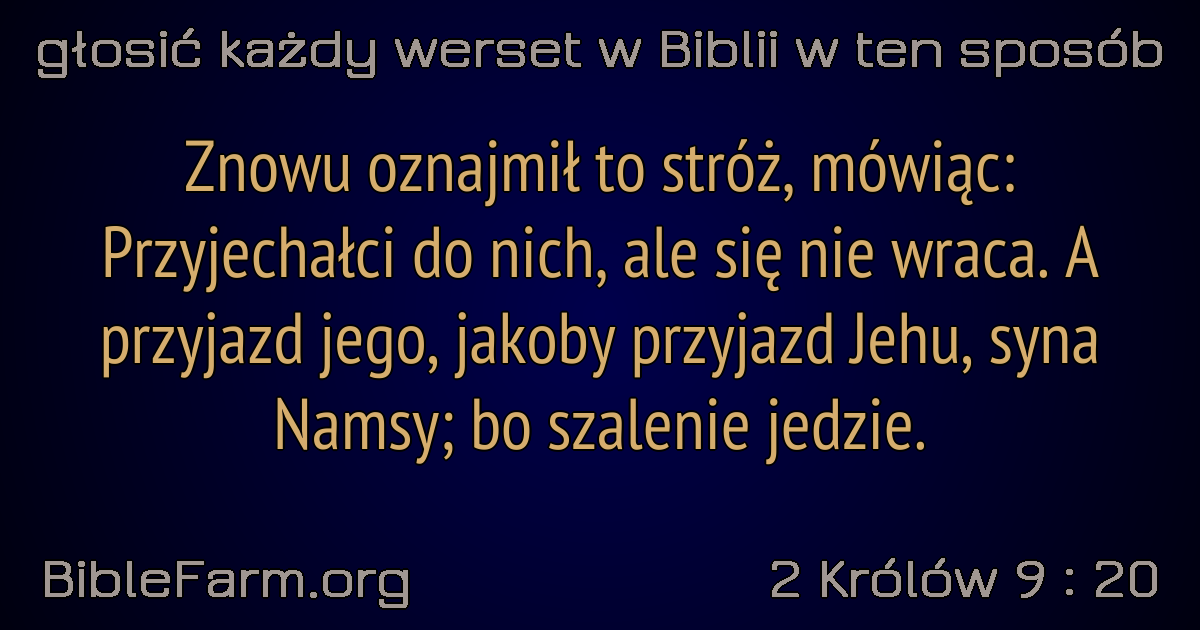 głosić każdy werset w Biblii w ten sposób
Znowu oznajmił to stróż, mówiąc:
Przyjechałci do nich, ale się nie wraca. A
przyjazd jego, jakoby przyjazd Jehu, syna
Namsy; bo szalenie jedzie.
BibleFarm.org
2 Królów 9 : 20